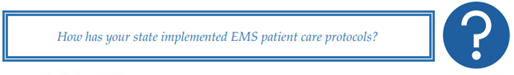 How has your state implemented EMS patient care protocols?
?